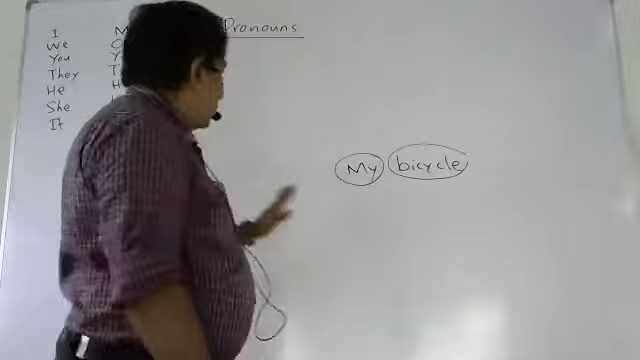 Pronouns
I M
We O
You Y
They T
He H
She
It
My bicycle